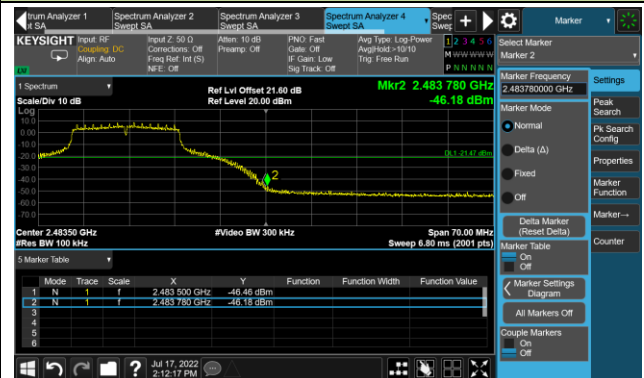 Spectrum Analyzer 2
Swept SA
Spectrum Analyzer 3
Swept SA
Spectrum Analyzer 4
Swept SA
Marker
KEYSIGHT
Input: RF
Coupling: DC
Align: Auto
Input Z: 50 Ω
Corrections: Off
Freq Ref: Int (S)
NFE: Off
Atten: 10 dB
Preamp: Off
PNO: Fast
Gate: Off
IF Gain: Low
Sig Track: Off
Avg Type: Log-Power
Avg|Hold:>10/10
Trig: Free Run
1 2 3 4 5 6
M W W W W W
P N N N N N
Select Marker
Marker 2
1 Spectrum
Scale/Div 10 dB
Ref Lvl Offset 21.60 dB
Ref Level 20.00 dBm
Mkr2 2.483 780 GHz
-46.18 dBm
Log
10.0
0.00
-10.0
-20.0
-30.0
-40.0
-50.0
-60.0
-70.0
DL1 -21.47 dBm
2
Center 2.48350 GHz
#Res BW 100 kHz
#Video BW 300 kHz
Span 70.00 MHz
Sweep 6.80 ms (2001 pts)
5 Marker Table
Mode Trace Scale X Y Function Function Width Function Value
1 N 1 f 2.483 500 GHz -46.46 dBm
2 N 1 f 2.483 780 GHz -46.18 dBm
3
4
5
6
Marker Frequency
2.483780000 GHz
Marker Mode
Normal
Delta (Δ)
Fixed
Off
Delta Marker
(Reset Delta)
Marker Table
On
Off
Marker Settings
Diagram
All Markers Off
Couple Markers
On
Off
Settings
Peak
Search
Pk Search
Config
Properties
Marker
Function
Marker→
Counter
Jul 17, 2022
2:12:17 PM